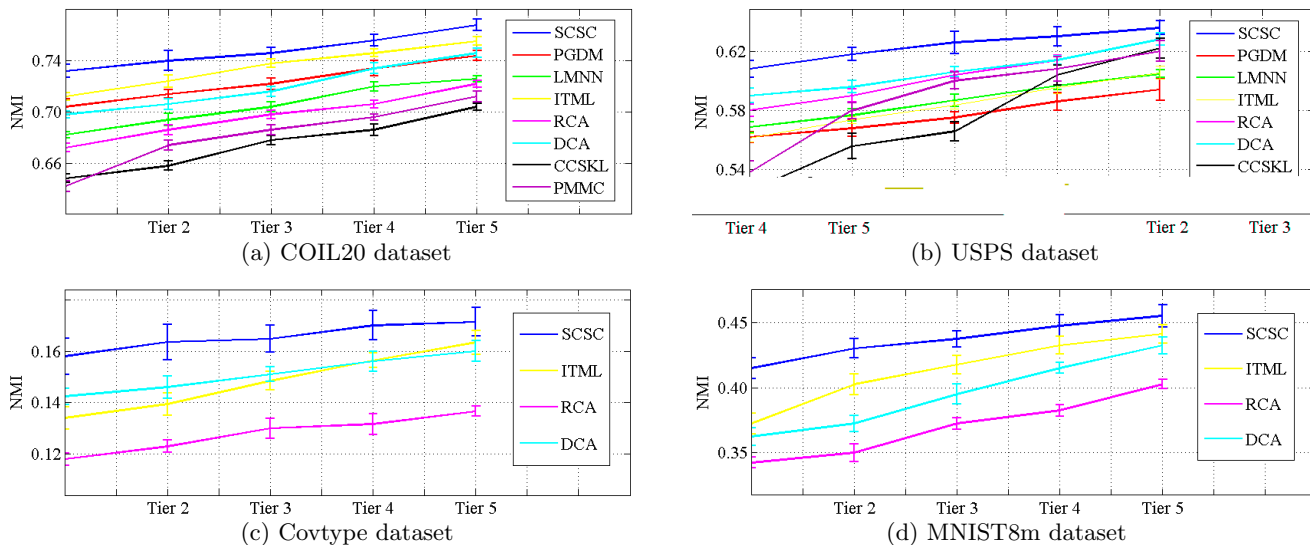 NMI
0.74
0.70
0.66
SCSC
PGDM
LMNN
ITML
RCA
DCA
CCSKL
PMMC
Tier 2 Tier 3 Tier 4 Tier 5
(a) COIL20 dataset
NMI
0.62
0.58
0.54
SCSC
PGDM
LMNN
ITML
RCA
DCA
CCSKL
Tier 4 Tier 5 Tier 2 Tier 3
(b) USPS dataset
NMI
0.16
0.14
0.12
SCSC
ITML
RCA
DCA
Tier 2 Tier 3 Tier 4 Tier 5
(c) Covtype dataset
NMI
0.45
0.40
0.35
SCSC
ITML
RCA
DCA
Tier 2 Tier 3 Tier 4 Tier 5
(d) MNIST8m dataset